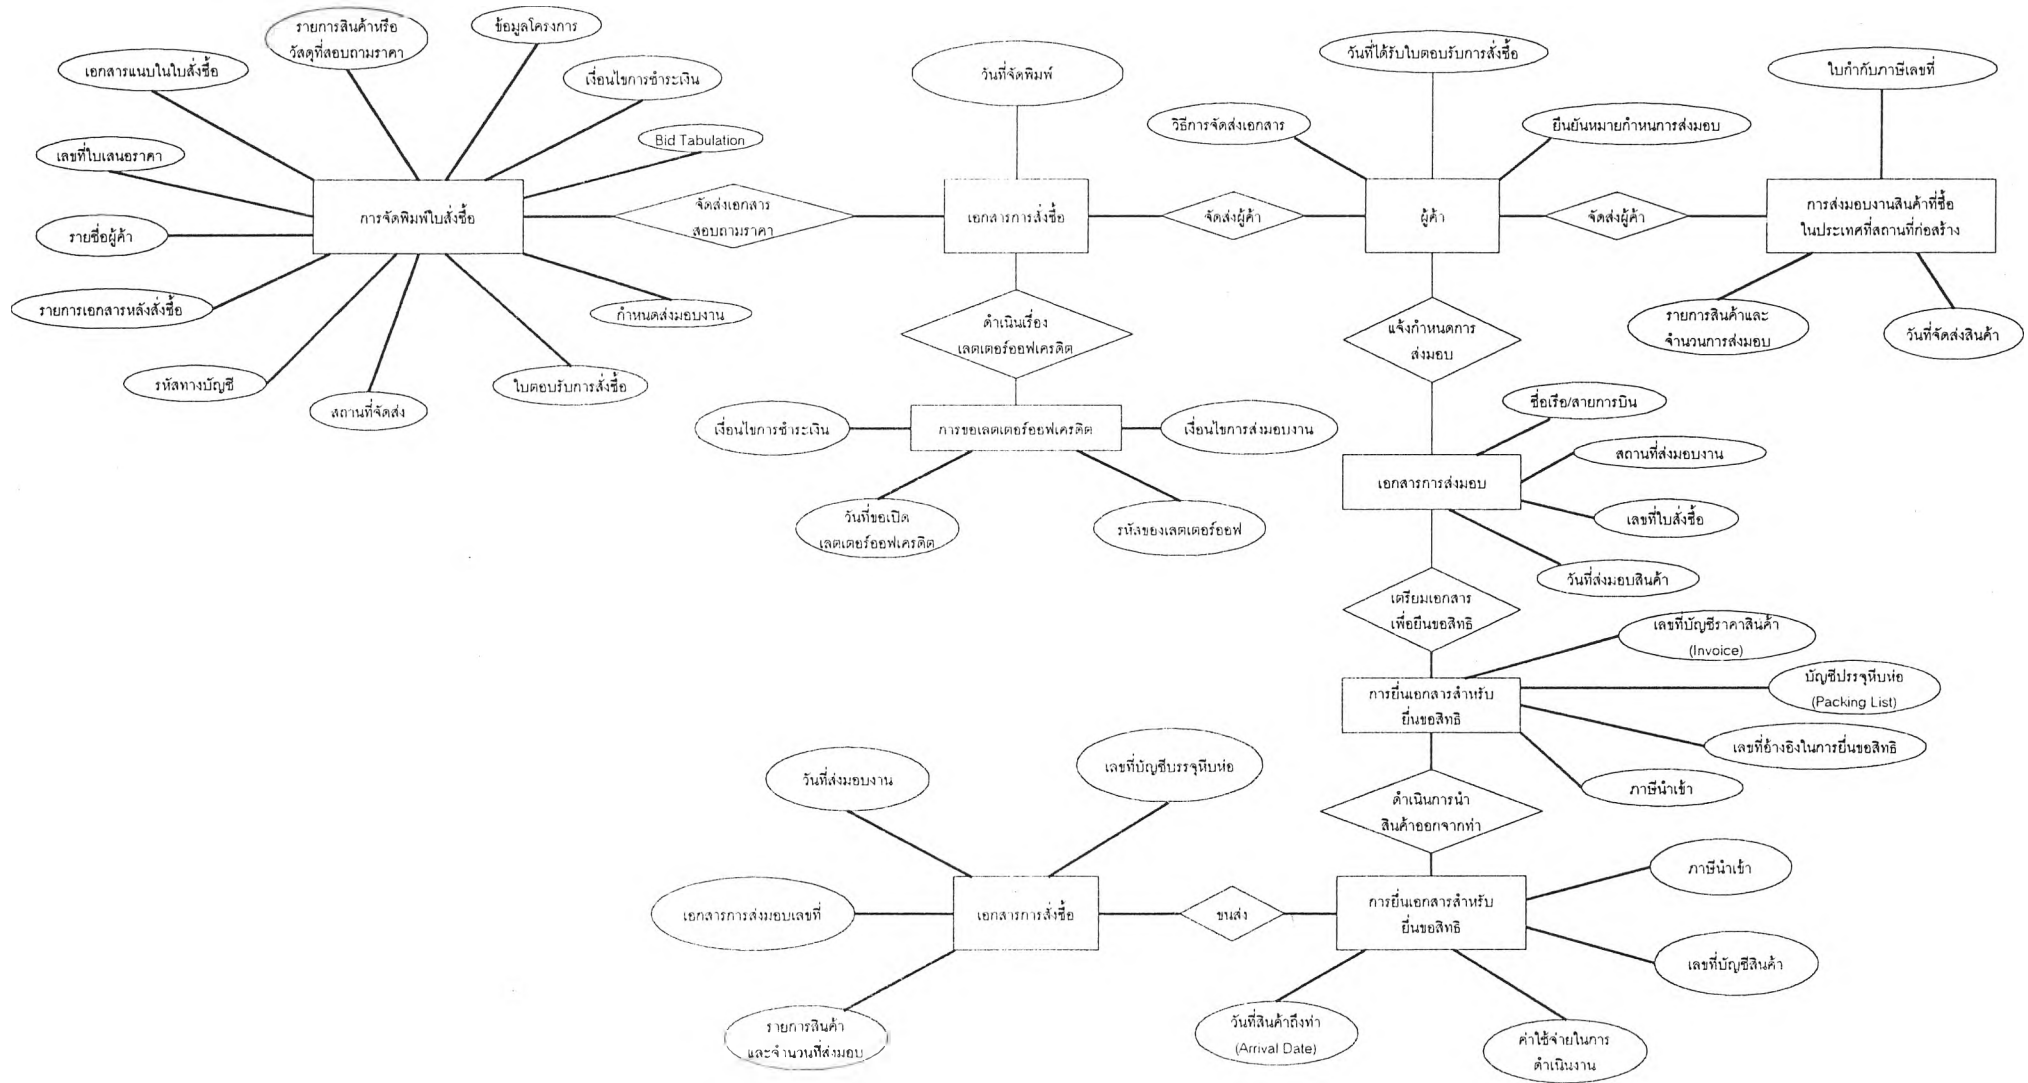 รายการสินค้าหรือ
วัสดุที่สอบถามราคา
ข้อมูลโครงการ
เอกสารแนบในใบสั่งซื้อ
เงื่อนไขการชำระเงิน
เลขที่ใบเสนอราคา
Bid Tabulation
การจัดพิมพ์ใบสั่งซื้อ
รายชื่อผู้ค้า
รายการเอกสารหลังสั่งซื้อ
รหัสทางบัญชี
สถานที่จัดส่ง
ใบตอบรับการสั่งซื้อ
กำหนดส่งมอบงาน
จัดส่งเอกสาร
สอบถามราคา
วันที่จัดพิมพ์
เอกสารการสั่งซื้อ
จัดส่งผู้ค้า
วันที่ได้รับใบตอบรับการสั่งซื้อ
วิธีการจัดส่งเอกสาร
ยืนยันหมายกำหนการส่งมอบ
ผู้ค้า
จัดส่งผู้ค้า
ใบกำกับภาษีเลขที่
การส่งมอบงานสินค้าที่ซื้อ
ในประเทศที่สถานที่ก่อสร้าง
รายการสินค้าและ
จำนวนการส่งมอบ
วันที่จัดส่งสินค้า
ดำเนินเรื่อง
เลตเตอร์ออฟเครดิต
เงื่อนไขการชำระเงิน
การขอเลตเตอร์ออฟเครดิต
เงื่อนไขการส่งมอบงาน
วันที่ขอเปิด
เลตเตอร์ออฟเครดิต
รหัสของเลตเตอร์ออฟ
แจ้งกำหนดการ
ส่งมอบ
ชื่อเรือ/สายการบิน
สถานที่ส่งมอบงาน
เอกสารการส่งมอบ
เลขที่ใบสั่งซื้อ
วันที่ส่งมอบสินค้า
เตรียมเอกสาร
เพื่อยืนขอสิทธิ
เลขที่บัญชีราคาสินค้า
(Invoice)
การยื่นเอกสารสำหรับ
ยื่นขอสิทธิ
บัญชีบรรจุหีบห่อ
(Packing List)
เลขที่อ้างอิงในการยื่นขอสิทธิ
ภาษีนำเข้า
ดำเนินการนำ
สินค้าออกจากท่า
วันที่ส่งมอบงาน
เลขที่บัญชีบรรจุหีบห่อ
เอกสารการส่งมอบเลขที่
เอกสารการสั่งซื้อ
ขนส่ง
การยื่นเอกสารสำหรับ
ยื่นขอสิทธิ
ภาษีนำเข้า
เลขที่บัญชีสินค้า
รายการสินค้า
และจำนวนที่ส่งมอบ
วันที่สินค้าถึงท่า
(Arrival Date)
ค่าใช้จ่ายในการ
ดำเนินงาน